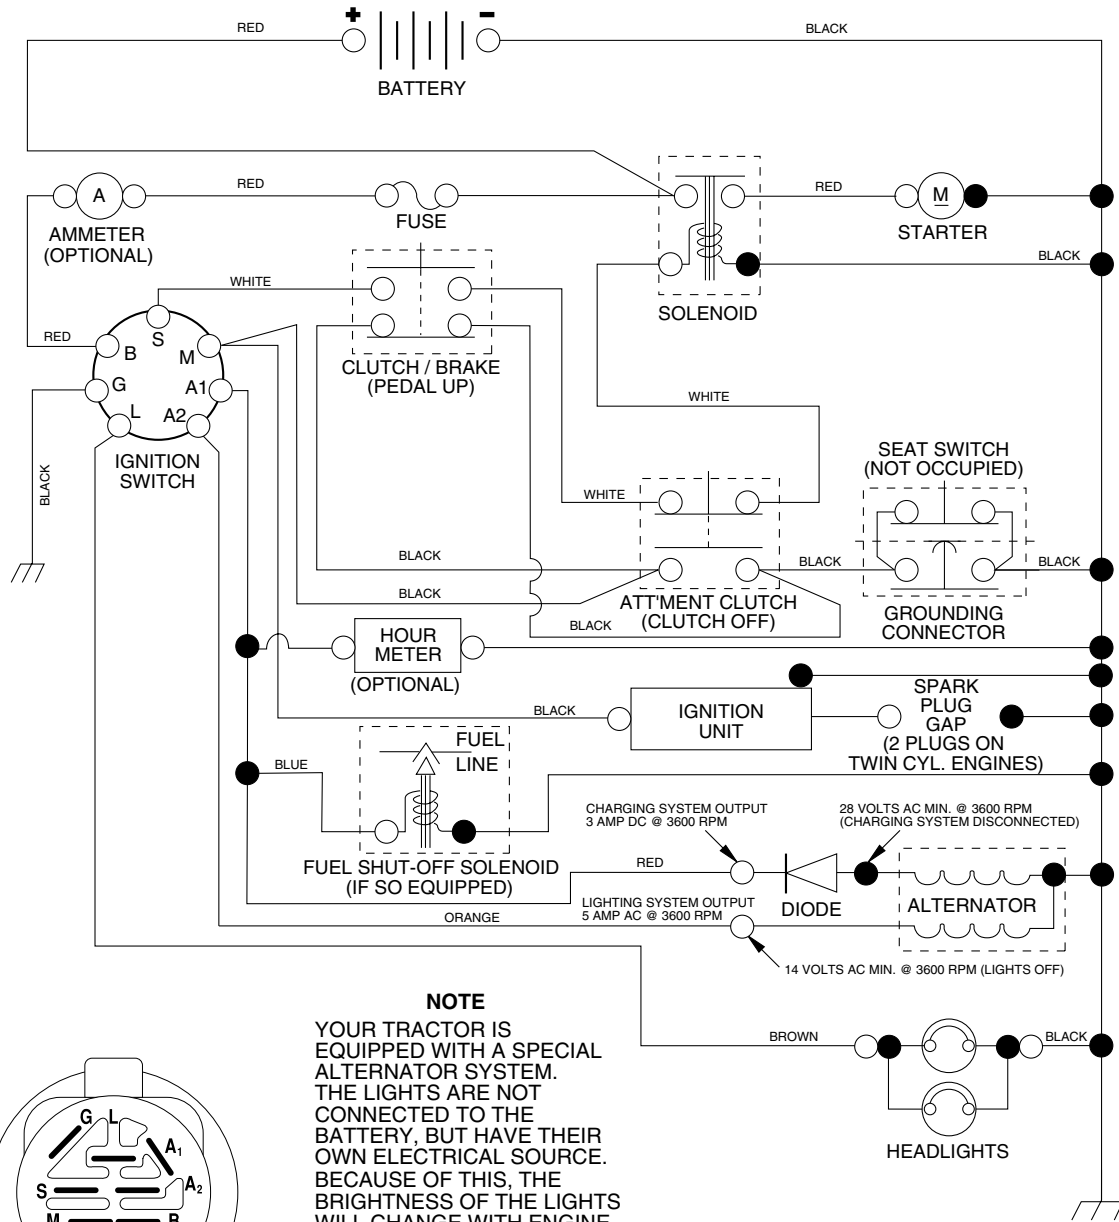 RED
+
-
BLACK
BATTERY
A
RED
RED
M
AMMETER
(OPTIONAL)
FUSE
STARTER
BLACK
WHITE
SOLENOID
S
RED
B
M
CLUTCH / BRAKE
(PEDAL UP)
G
A1
L
A2
WHITE
IGNITION
SWITCH
BLACK
SEAT SWITCH
(NOT OCCUPIED)
WHITE
BLACK
BLACK
BLACK
BLACK
ATT'MENT CLUTCH
(CLUTCH OFF)
GROUNDING
CONNECTOR
BLACK
HOUR
METER
(OPTIONAL)
BLACK
IGNITION
UNIT
SPARK
PLUG
GAP
(2 PLUGS ON
TWIN CYL. ENGINES)
FUEL
LINE
BLUE
FUEL SHUT-OFF SOLENOID
(IF SO EQUIPPED)
CHARGING SYSTEM OUTPUT
3 AMP DC @ 3600 RPM
28 VOLTS AC MIN. @ 3600 RPM
(CHARGING SYSTEM DISCONNECTED)
RED
DIODE
ALTERNATOR
LIGHTING SYSTEM OUTPUT
5 AMP AC @ 3600 RPM
ORANGE
14 VOLTS AC MIN. @ 3600 RPM (LIGHTS OFF)
BROWN
BLACK
HEADLIGHTS
NOTE
YOUR TRACTOR IS
EQUIPPED WITH A SPECIAL
ALTERNATOR SYSTEM.
THE LIGHTS ARE NOT
CONNECTED TO THE
BATTERY, BUT HAVE THEIR
OWN ELECTRICAL SOURCE.
BECAUSE OF THIS, THE
BRIGHTNESS OF THE LIGHTS
WILL CHANGE WITH ENGINE
G L
A1
S
A2
M
B